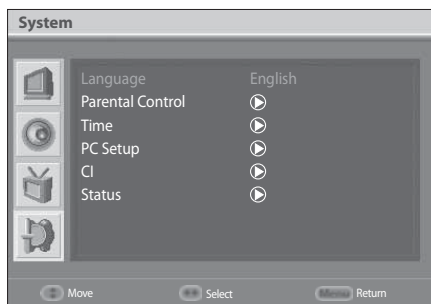 System
Language English
Parental Control
Time
PC Setup
CI
Status
Move Select Menu Return